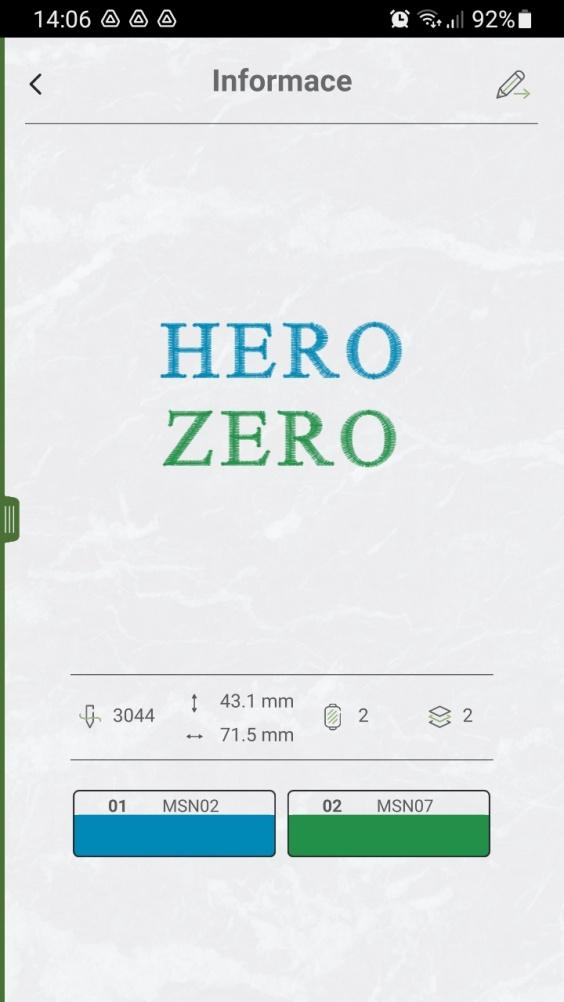 14:06 92%
Informace
HERO
ZERO
3044 43.1 mm 2 2
71.5 mm
01 MSN02 02 MSN07